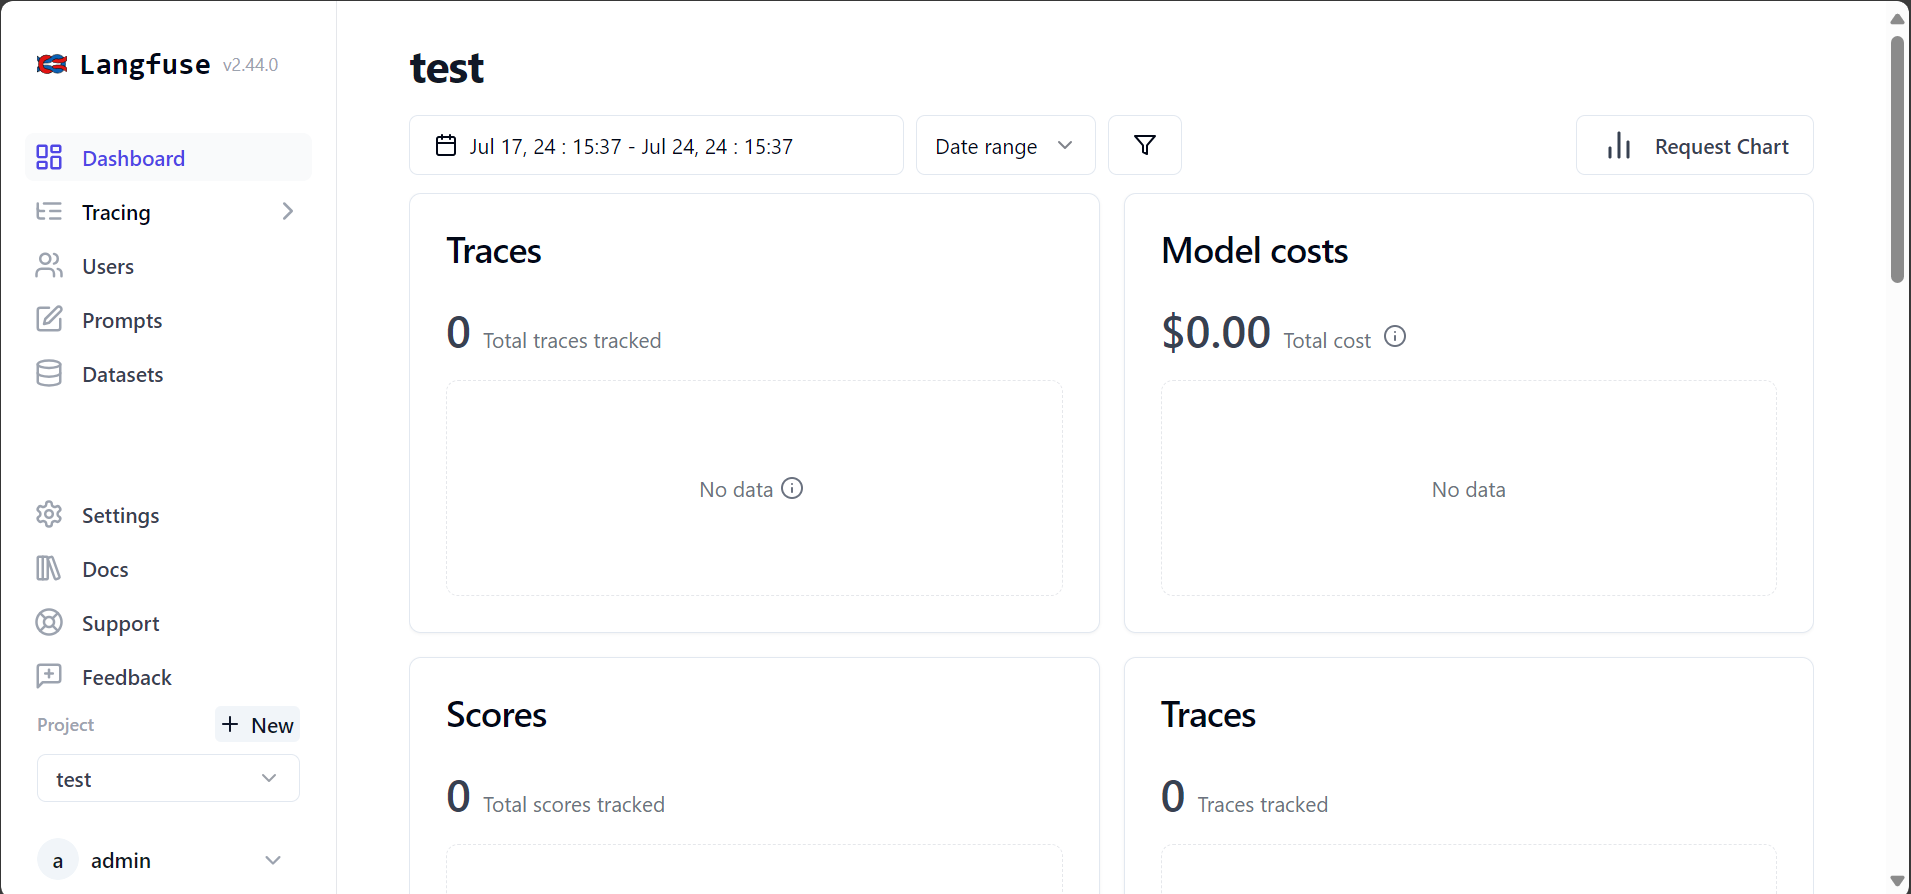 Langfuse v2.44.0
Dashboard
Tracing
Users
Prompts
Datasets
Settings
Docs
Support
Feedback
Project
+ New
test
a admin
test
Jul 17, 24 : 15:37 - Jul 24, 24 : 15:37
Date range
Request Chart
Traces
0 Total traces tracked
No data
Model costs
$0.00 Total cost
No data
Scores
0 Total scores tracked
Traces
0 Traces tracked